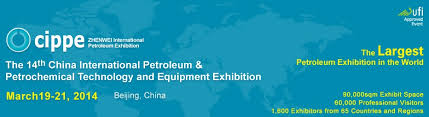 cippe ZHENWEI International
Petroleum Exhibition
ufi
Approved
Event
The 14th China International Petroleum &
Petrochemical Technology and Equipment Exhibition
The Largest
Petroleum Exhibition in the World
March19-21, 2014 Beijing, China
90,000sqm Exhibit Space
60,000 Professional Visitors
1,600 Exhibitors from 65 Countries and Regions